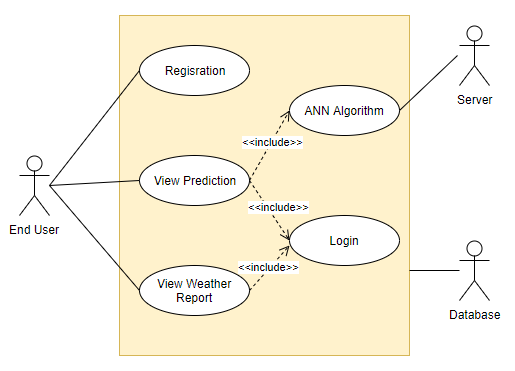 Regisration
ANN Algorithm
Server
<<include>>
View Prediction
<<include>>
End User
Login
<<include>>
View Weather
Report
Database